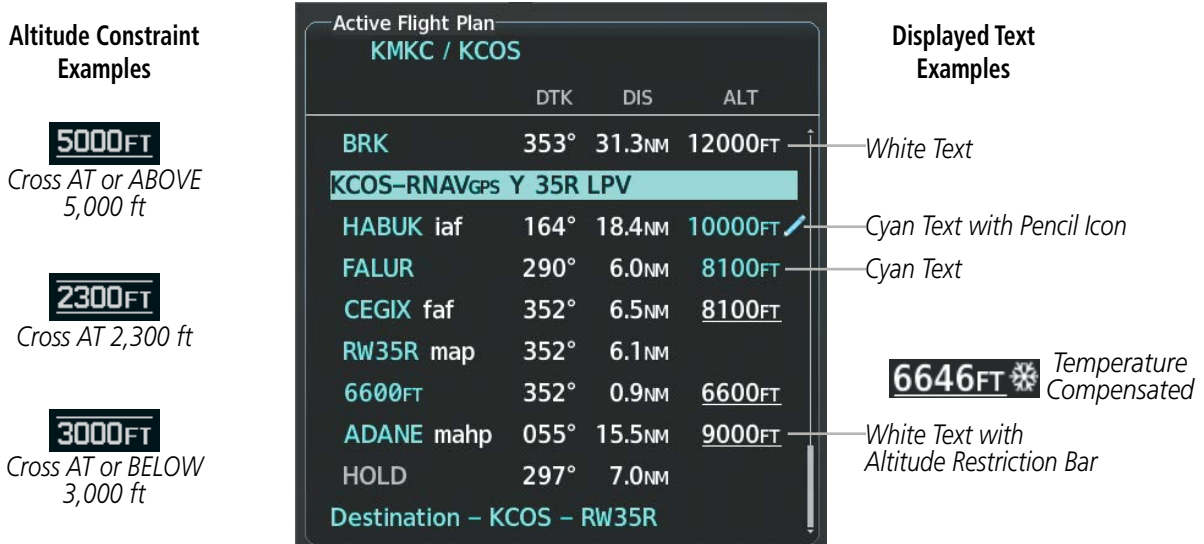 Altitude Constraint
Examples
5000FT
Cross AT or ABOVE
5,000 ft
2300FT
Cross AT 2,300 ft
3000FT
Cross AT or BELOW
3,000 ft
Active Flight Plan
KMKC / KCOS
DTK DIS ALT
BRK 353° 31.3NM 12000FT
KCOS–RNAVGPS Y 35R LPV
HABUK iaf 164° 18.4NM 10000FT
FALUR 290° 6.0NM 8100FT
CEGIX faf 352° 6.5NM 8100FT
RW35R map 352° 6.1NM
6600FT 352° 0.9NM 6600FT
ADANE mahp 055° 15.5NM 9000FT
HOLD 297° 7.0NM
Destination – KCOS – RW35R
Displayed Text
Examples
White Text
Cyan Text with Pencil Icon
Cyan Text
6646FT Temperature
Compensated
White Text with
Altitude Restriction Bar